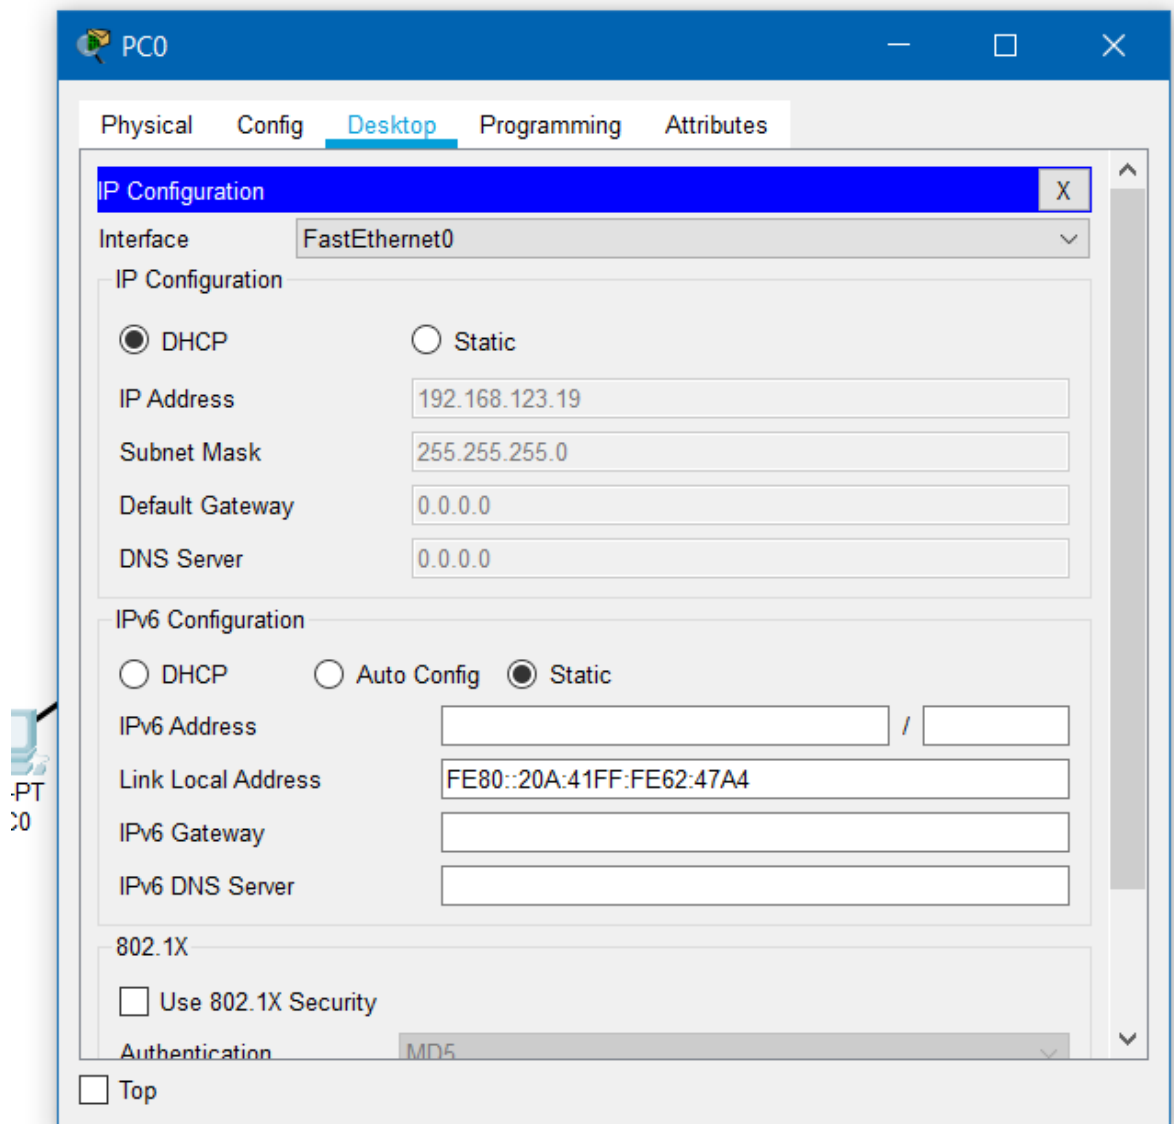 PC0
Physical Config Desktop Programming Attributes
IP Configuration X
Interface FastEthernet0
IP Configuration
DHCP Static
IP Address 192.168.123.19
Subnet Mask 255.255.255.0
Default Gateway 0.0.0.0
DNS Server 0.0.0.0
IPv6 Configuration
DHCP Auto Config Static
IPv6 Address /
Link Local Address FE80::20A:41FF:FE62:47A4
IPv6 Gateway
IPv6 DNS Server
-PT
C0
802.1X
Use 802.1X Security
Authentication MD5
Top